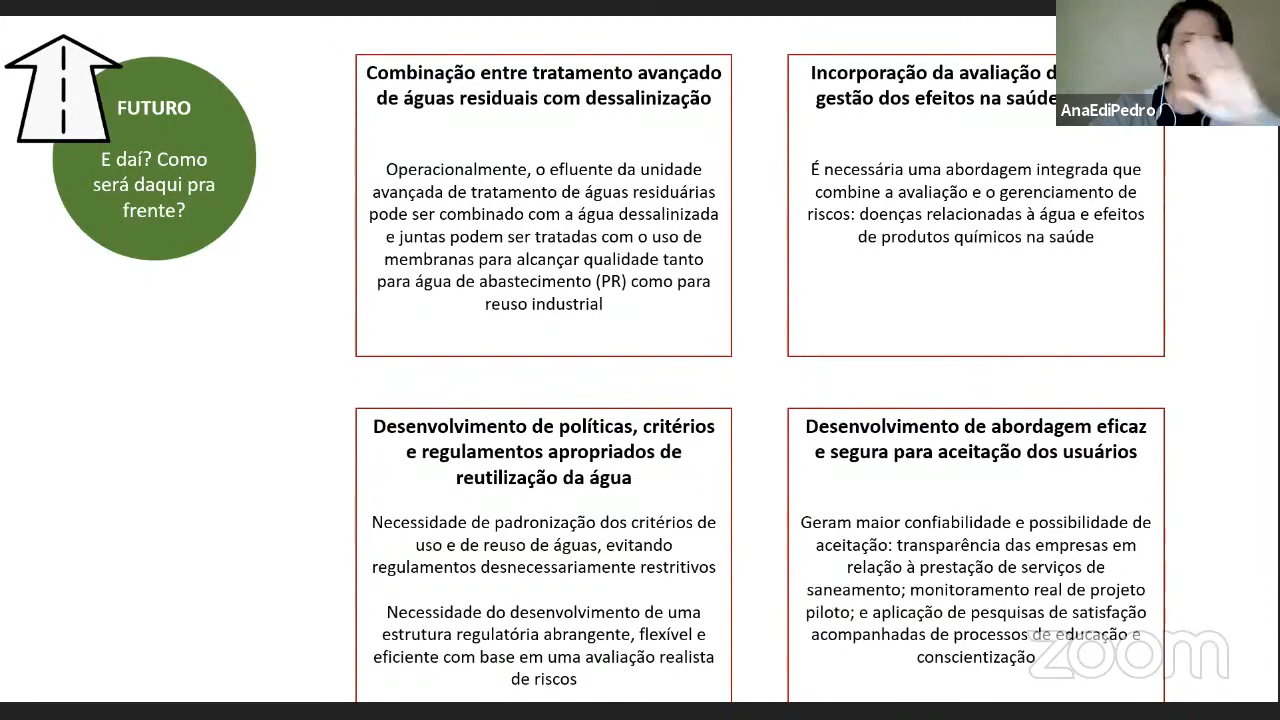 FUTURO
E daí? Como
será daqui pra
frente?
Combinação entre tratamento avançado
de águas residuais com dessalinização
Operacionalmente, o efluente da unidade
avançada de tratamento de águas residuárias
pode ser combinado com a água dessalinizada
e juntas podem ser tratadas com o uso de
membranas para alcançar qualidade tanto
para água de abastecimento (PR) como para
reuso industrial
Incorporação da avaliação
gestão dos efeitos na saúde
É necessária uma abordagem integrada que
combine a avaliação e o gerenciamento de
riscos: doenças relacionadas à água e efeitos
de produtos químicos na saúde
AnaEdiPedro
Desenvolvimento de políticas, critérios
e regulamentos apropriados de
reutilização da água
Necessidade de padronização dos critérios de
uso e de reuso de águas, evitando
regulamentos desnecessariamente restritivos
Necessidade do desenvolvimento de uma
estrutura regulatória abrangente, flexível e
eficiente com base em uma avaliação realista
de riscos
Desenvolvimento de abordagem eficaz
e segura para aceitação dos usuários
Geram maior confiabilidade e possibilidade de
aceitação: transparência das empresas em
relação à prestação de serviços de
saneamento; monitoramento real de projeto
piloto; e aplicação de pesquisas de satisfação
acompanhadas de processos de educação e
conscientização
zoom